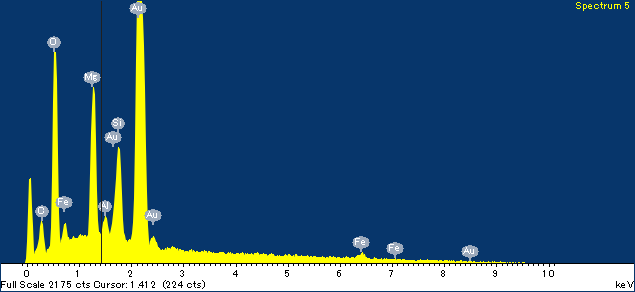 Spectrum 5
Au
O
Mg
Si
Au
Fe
O
Al
Au
Fe
Fe
Au
0 1 2 3 4 5 6 7 8 9 10
Full Scale 2175 cts Cursor: 1.412 (224 cts) keV